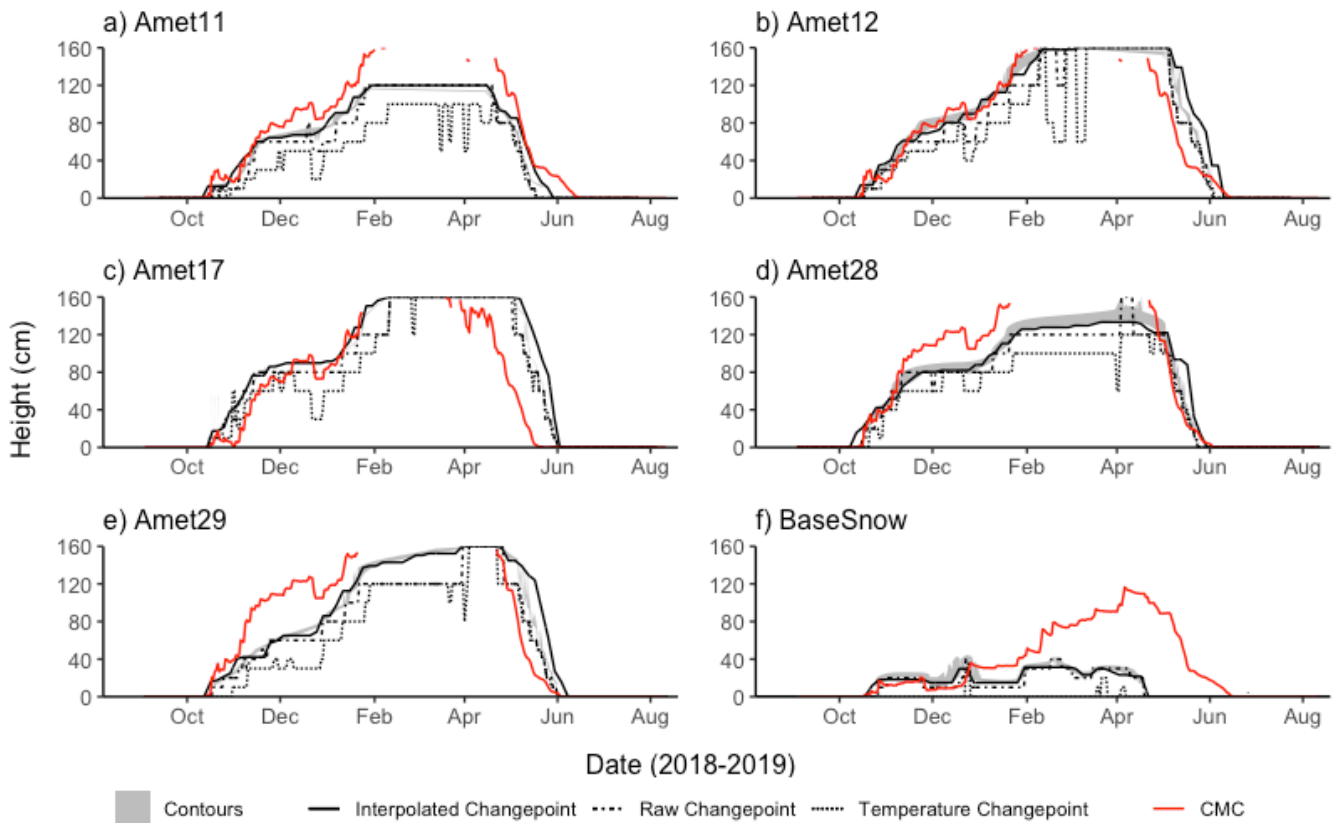 a) Amet11
b) Amet12
160
120
80
40
0
Oct Dec Feb Apr Jun Aug
160
120
80
40
0
Oct Dec Feb Apr Jun Aug
c) Amet17
d) Amet28
160
120
80
40
0
Oct Dec Feb Apr Jun Aug
160
120
80
40
0
Oct Dec Feb Apr Jun Aug
e) Amet29
f) BaseSnow
160
120
80
40
0
Oct Dec Feb Apr Jun Aug
160
120
80
40
0
Oct Dec Feb Apr Jun Aug
Height (cm)
Date (2018-2019)
Contours Interpolated Changepoint Raw Changepoint Temperature Changepoint CMC